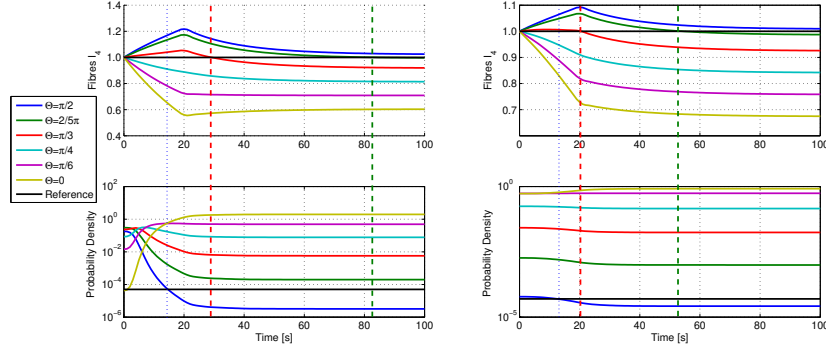 1.4
1.2
1.0
0.8
0.6
0.4
Fibres I_4
0 20 40 60 80 100
1.1
1.0
0.9
0.8
0.7
Fibres I_4
0 20 40 60 80 100
Θ=π/2
Θ=2/5π
Θ=π/3
Θ=π/4
Θ=π/6
Θ=0
Reference
10^2
10^0
10^-2
10^-4
10^-6
Probability Density
0 20 40 60 80 100
Time [s]
10^0
10^-5
Probability Density
0 20 40 60 80 100
Time [s]